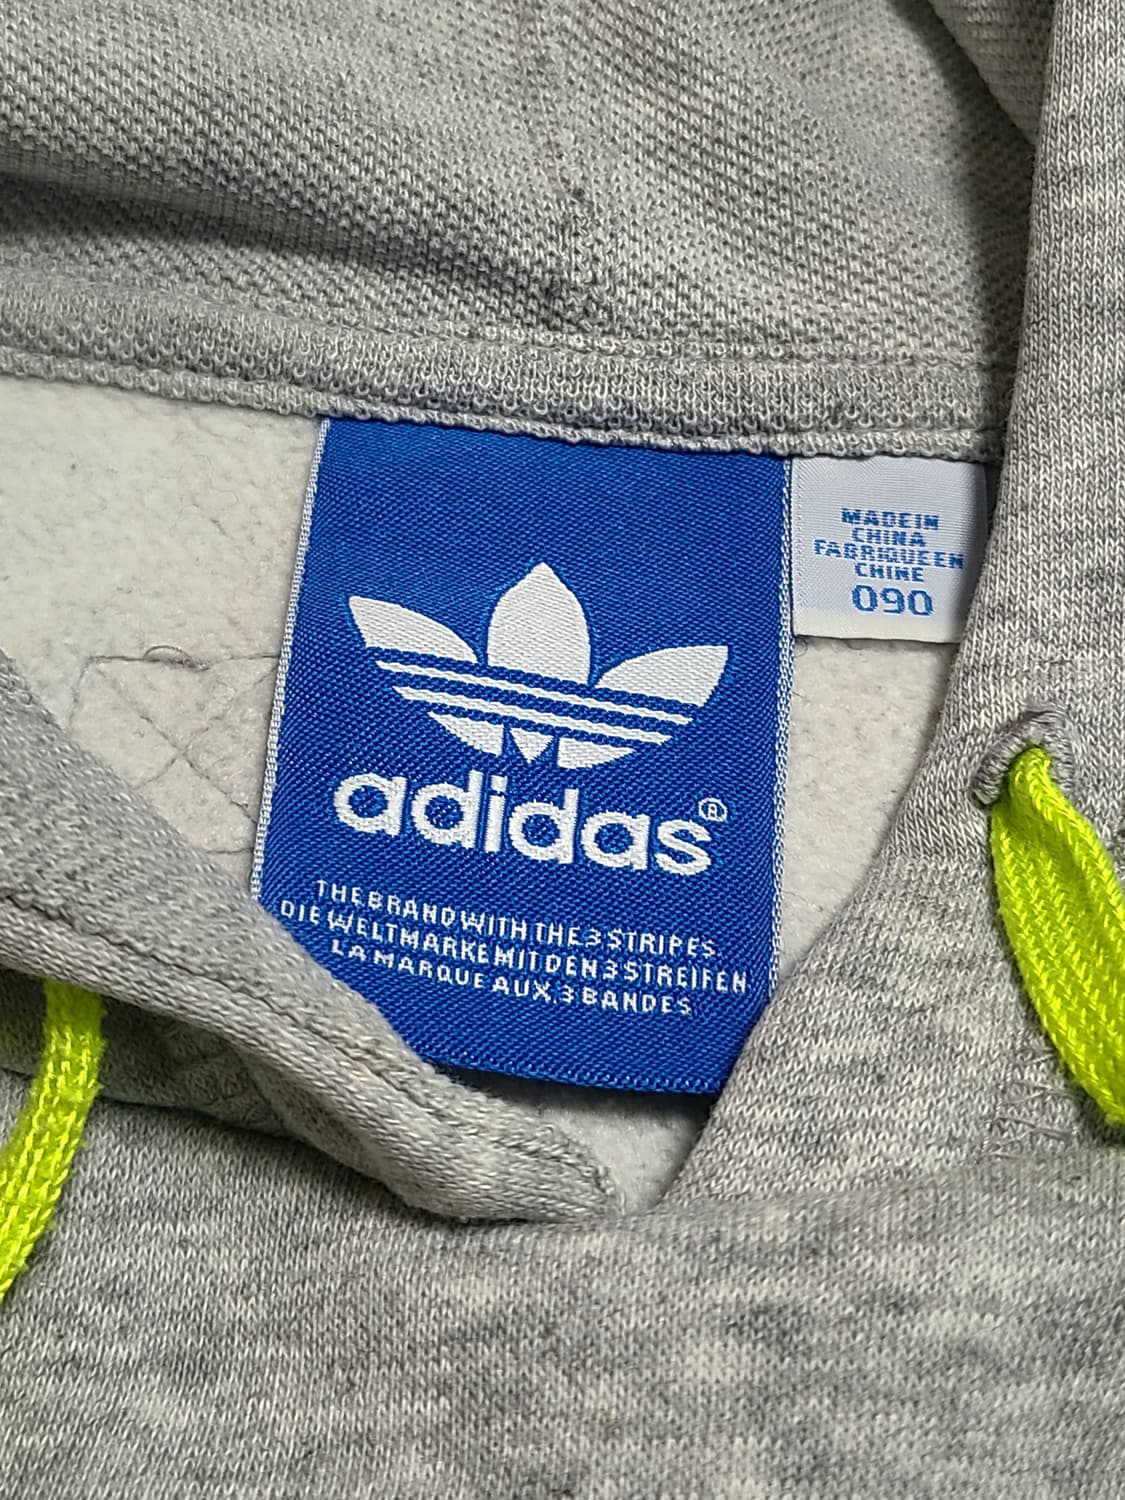 adidas®
THE BRAND WITH THE 3 STRIPES
DIE WELTMARKE MIT DEN 3 STREIFEN
LA MARQUE AUX 3 BANDES
MADE IN
CHINA
FABRIQUE EN
CHINE
090